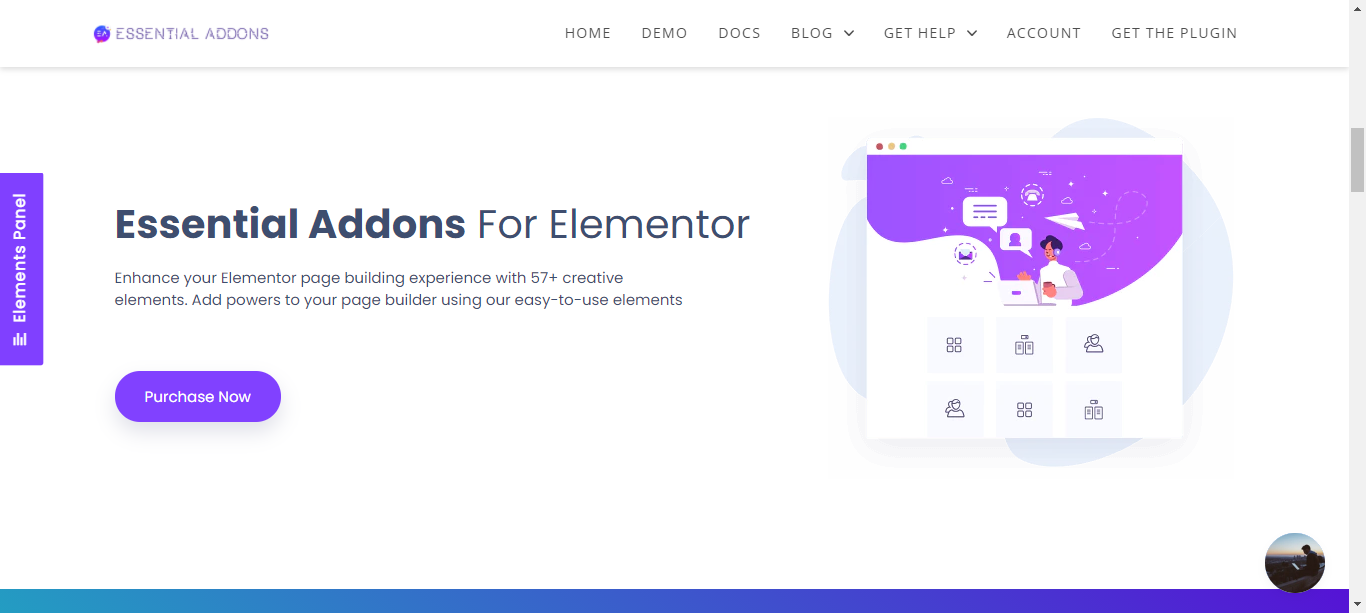 ESSENTIAL ADDONS
HOME
DEMO
DOCS
BLOG
GET HELP
ACCOUNT
GET THE PLUGIN
Elements Panel
Essential Addons For Elementor
Enhance your Elementor page building experience with 57+ creative
elements. Add powers to your page builder using our easy-to-use elements
Purchase Now